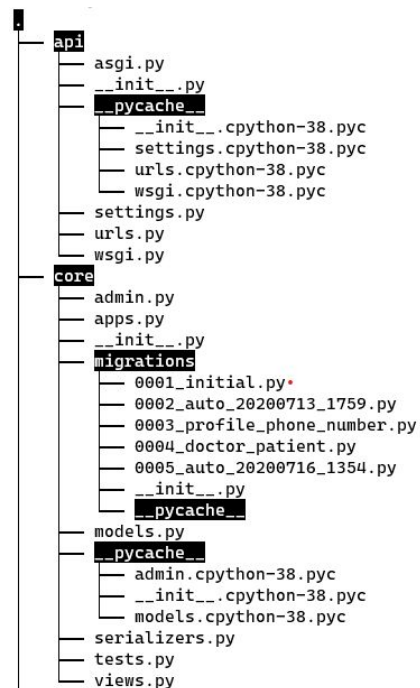 .
api
asgi.py
__init__.py
__pycache__
__init__.cpython-38.pyc
settings.cpython-38.pyc
urls.cpython-38.pyc
wsgi.cpython-38.pyc
settings.py
urls.py
wsgi.py
core
admin.py
apps.py
__init__.py
migrations
0001_initial.py
0002_auto_20200713_1759.py
0003_profile_phone_number.py
0004_doctor_patient.py
0005_auto_20200716_1354.py
__init__.py
__pycache__
models.py
__pycache__
admin.cpython-38.pyc
__init__.cpython-38.pyc
models.cpython-38.pyc
serializers.py
tests.py
views.py